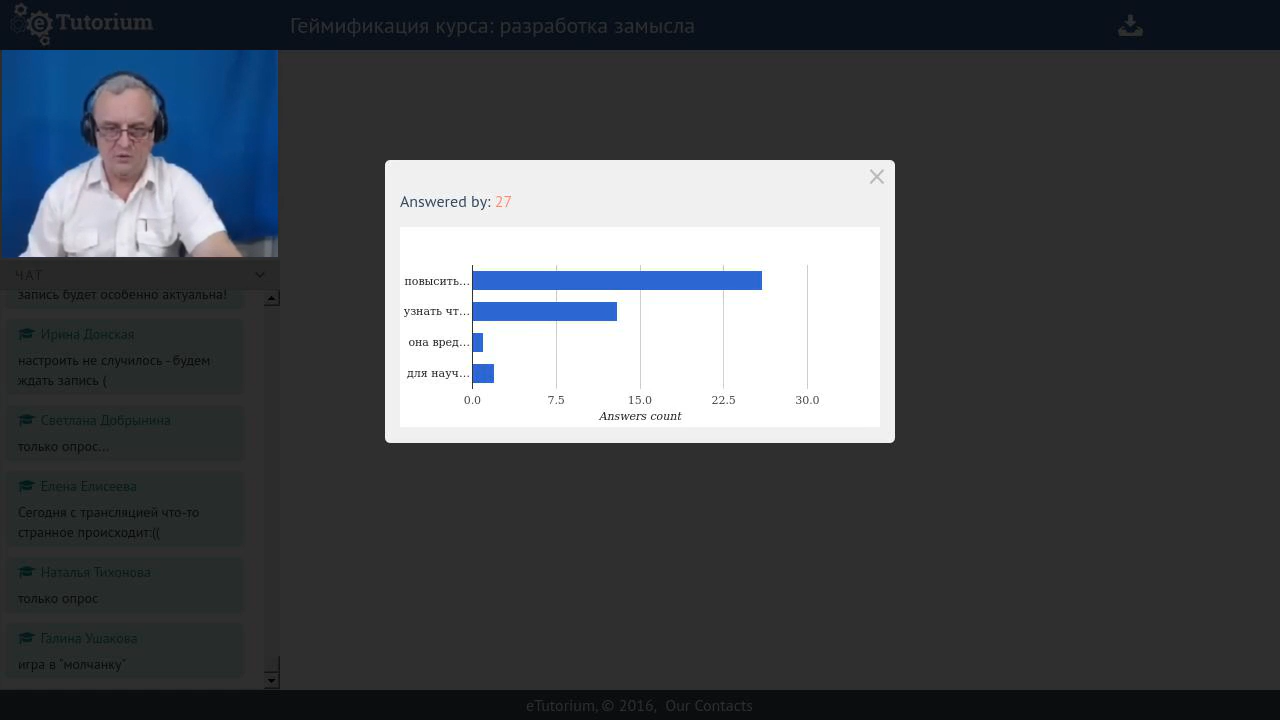 eTutorium
Геймификация курса: разработка замысла
Answered by: 27
повысить...
узнать чт...
она вред...
для науч...
0.0 7.5 15.0 22.5 30.0
Answers count
ЧАТ
запись будет особенно актуальна!
Ирина Донская
настроить не случилось - будем
ждать запись (
Светлана Добрынина
только опрос...
Елена Елисеева
Сегодня с трансляцией что-то
странное происходит:((
Наталья Тихонова
только опрос
Галина Ушакова
игра в "молчанку"
eTutorium, © 2016, Our Contacts